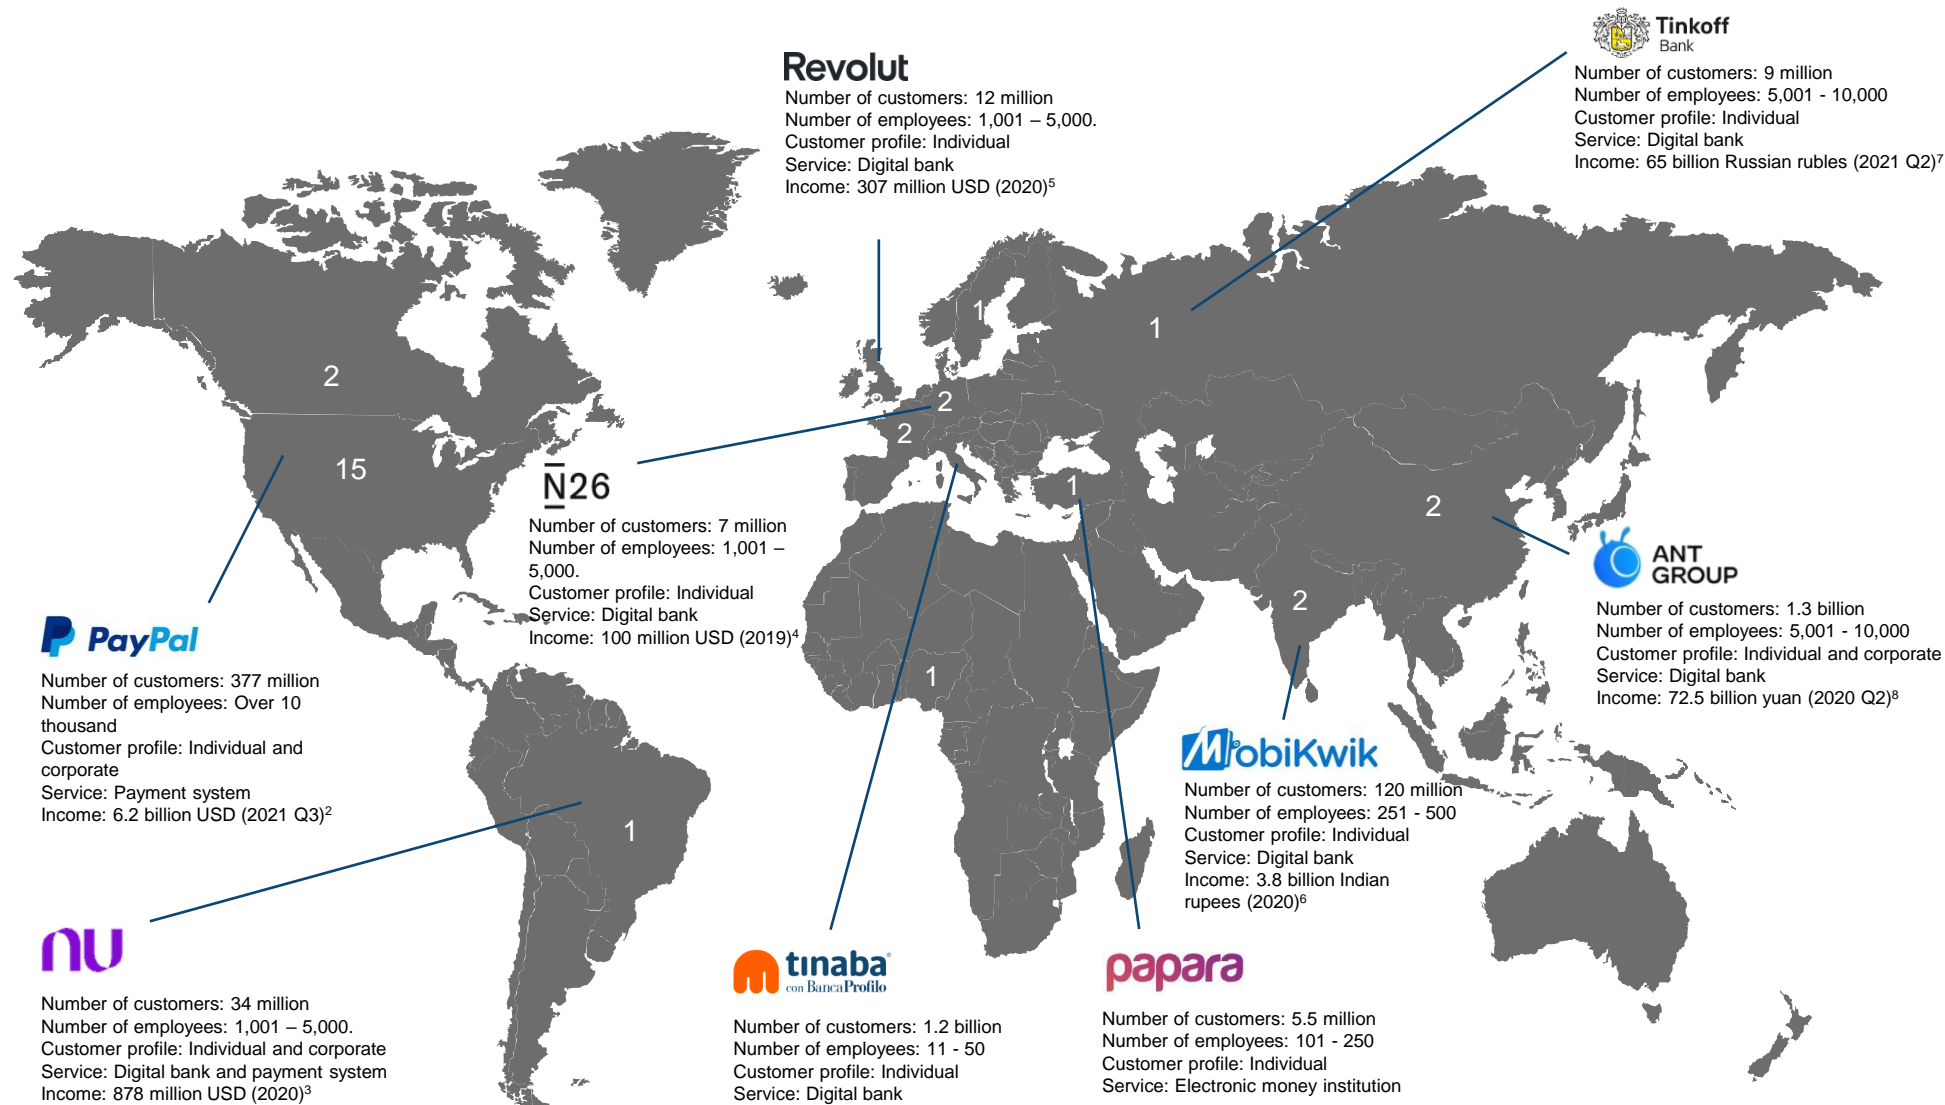 Tinkoff
Bank
Number of customers: 9 million
Number of employees: 5,001 - 10,000
Customer profile: Individual
Service: Digital bank
Income: 65 billion Russian rubles (2021 Q2)7
Revolut
Number of customers: 12 million
Number of employees: 1,001 – 5,000.
Customer profile: Individual
Service: Digital bank
Income: 307 million USD (2020)5
1
1
2
2
2
15
1
2
2
1
1
N26
Number of customers: 7 million
Number of employees: 1,001 –
5,000.
Customer profile: Individual
Service: Digital bank
Income: 100 million USD (2019)4
ANT
GROUP
Number of customers: 1.3 billion
Number of employees: 5,001 - 10,000
Customer profile: Individual and corporate
Service: Digital bank
Income: 72.5 billion yuan (2020 Q2)8
PayPal
Number of customers: 377 million
Number of employees: Over 10
thousand
Customer profile: Individual and
corporate
Service: Payment system
Income: 6.2 billion USD (2021 Q3)2
MobiKwik
Number of customers: 120 million
Number of employees: 251 - 500
Customer profile: Individual
Service: Digital bank
Income: 3.8 billion Indian
rupees (2020)6
nu
Number of customers: 34 million
Number of employees: 1,001 – 5,000.
Customer profile: Individual and corporate
Service: Digital bank and payment system
Income: 878 million USD (2020)3
tınaba
con Banca Profilo
Number of customers: 1.2 billion
Number of employees: 11 - 50
Customer profile: Individual
Service: Digital bank
papara
Number of customers: 5.5 million
Number of employees: 101 - 250
Customer profile: Individual
Service: Electronic money institution